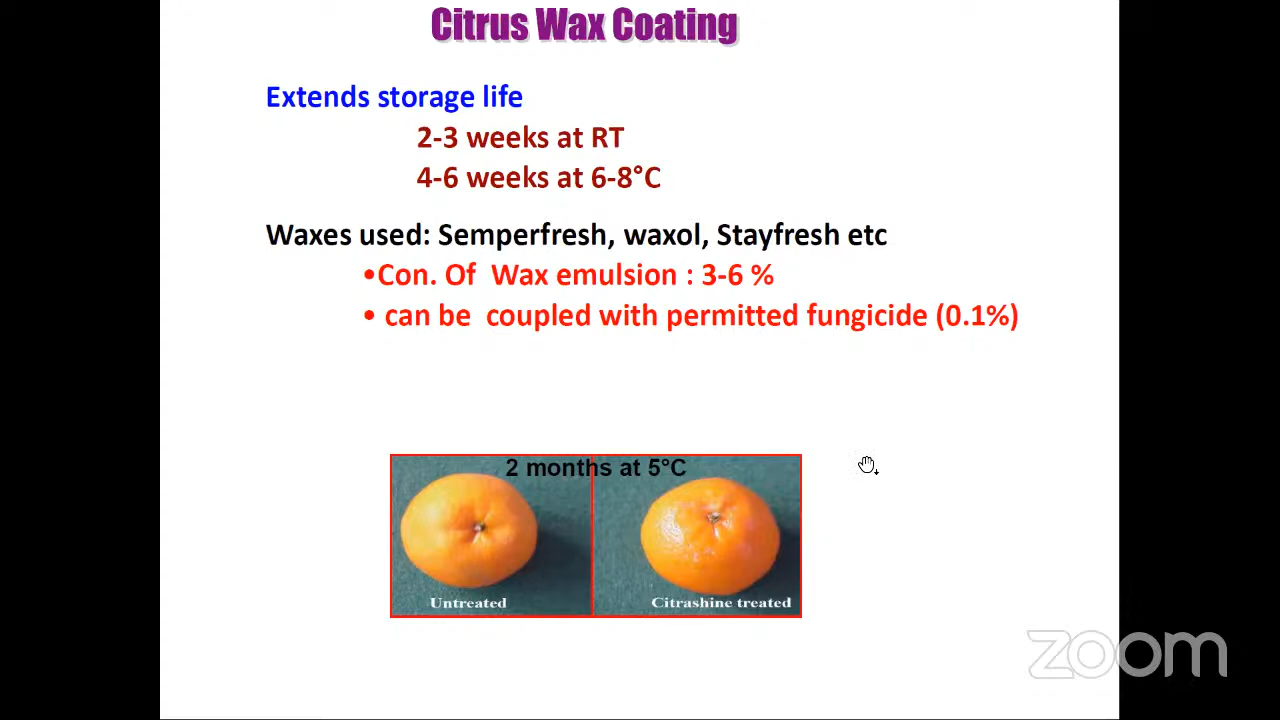 Citrus Wax Coating
Extends storage life
2-3 weeks at RT
4-6 weeks at 6-8°C
Waxes used: Semperfresh, waxol, Stayfresh etc
•Con. Of Wax emulsion : 3-6 %
• can be coupled with permitted fungicide (0.1%)
2 months at 5°C
Untreated
Citrashine treated
zoom